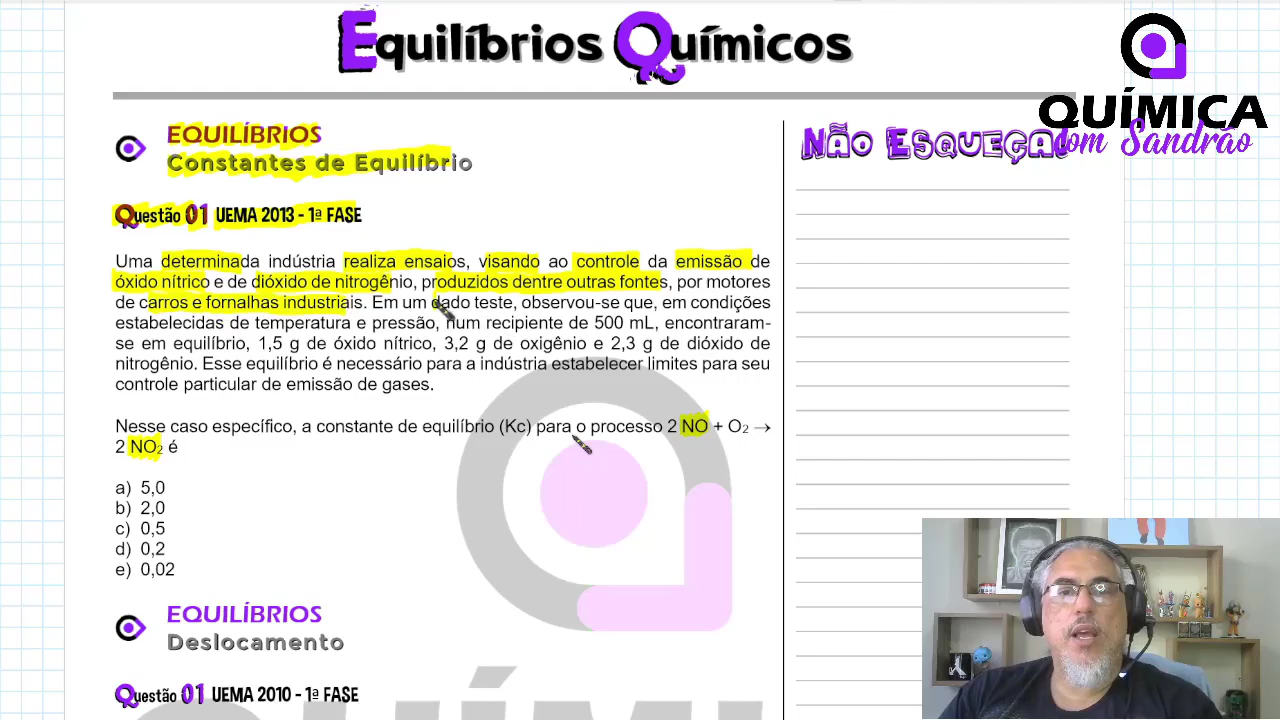 Equilíbrios Químicos
QUÍMICA
com Sandrão
EQUILÍBRIOS
Constantes de Equilíbrio
Não Esqueça!
Questão 01 UEMA 2013 - 1ª FASE
Uma determinada indústria realiza ensaios, visando ao controle da emissão de
óxido nítrico e de dióxido de nitrogênio, produzidos dentre outras fontes, por motores
de carros e fornalhas industriais. Em um dado teste, observou-se que, em condições
estabelecidas de temperatura e pressão, num recipiente de 500 mL, encontraram-
se em equilíbrio, 1,5 g de óxido nítrico, 3,2 g de oxigênio e 2,3 g de dióxido de
nitrogênio. Esse equilíbrio é necessário para a indústria estabelecer limites para seu
controle particular de emissão de gases.
Nesse caso específico, a constante de equilíbrio (Kc) para o processo 2 NO + O₂ →
2 NO₂ é
a) 5,0
b) 2,0
c) 0,5
d) 0,2
e) 0,02
EQUILÍBRIOS
Deslocamento
Questão 01 UEMA 2010 - 1ª FASE
QUÍMICA